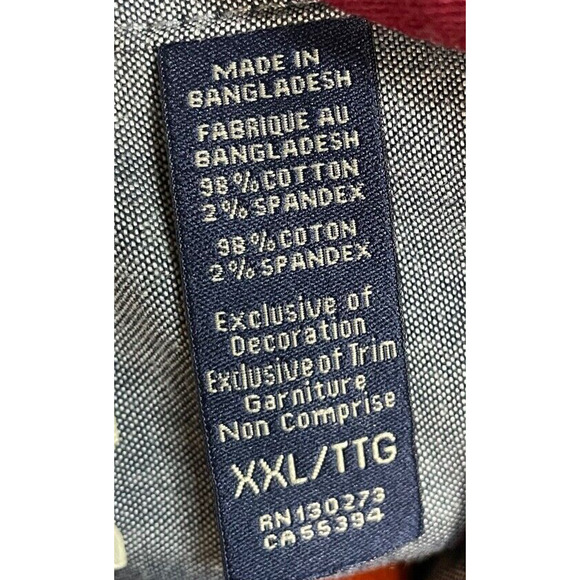 MADE IN
BANGLADESH
FABRIQUE AU
BANGLADESH
98% COTTON
2% SPANDEX
98% COTON
2% SPANDEX
Exclusive of
Decoration
Exclusive of Trim
Garniture
Non Comprise
XXL/TTG
RN130273
CA55394